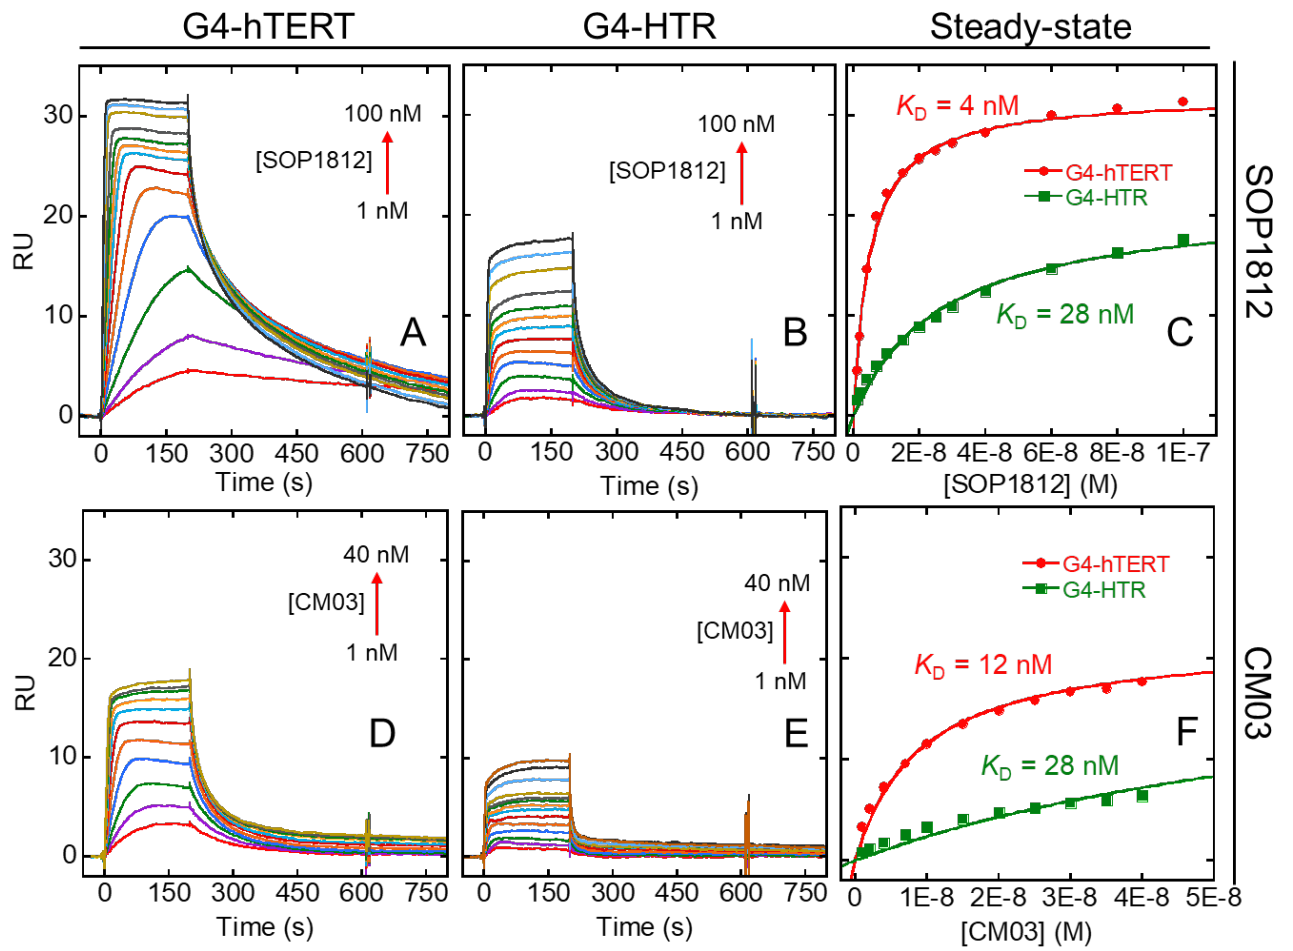 G4-hTERT G4-HTR Steady-state
30
20
10
0
RU
100 nM
[SOP1812]
1 nM
A
0 150 300 450 600 750
Time (s)
100 nM
[SOP1812]
1 nM
B
0 150 300 450 600 750
Time (s)
KD = 4 nM
G4-hTERT
G4-HTR
KD = 28 nM
C
0 2E-8 4E-8 6E-8 8E-8 1E-7
[SOP1812] (M)
SOP1812
30
20
10
0
RU
40 nM
[CM03]
1 nM
D
0 150 300 450 600 750
Time (s)
40 nM
[CM03]
1 nM
E
0 150 300 450 600 750
Time (s)
G4-hTERT
G4-HTR
KD = 12 nM
F
KD = 28 nM
0 1E-8 2E-8 3E-8 4E-8 5E-8
[CM03] (M)
CM03